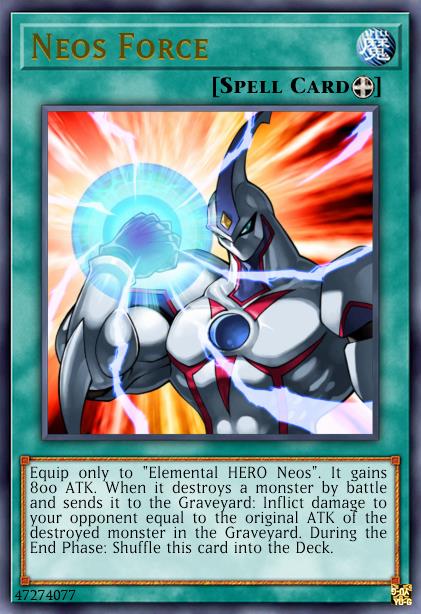 Neos Force
[Spell Card]
Equip only to "Elemental HERO Neos". It gains
800 ATK. When it destroys a monster by battle
and sends it to the Graveyard: Inflict damage to
your opponent equal to the original ATK of the
destroyed monster in the Graveyard. During the
End Phase: Shuffle this card into the Deck.
47274077